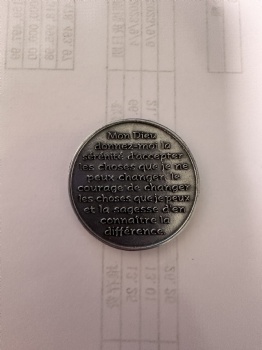 Mon Dieu
donnez-moi la
sérénité d'accepter
les choses que je ne
peux changer, le
courage de changer
les choses que je peux
et la sagesse d'en
connaître la
différence.